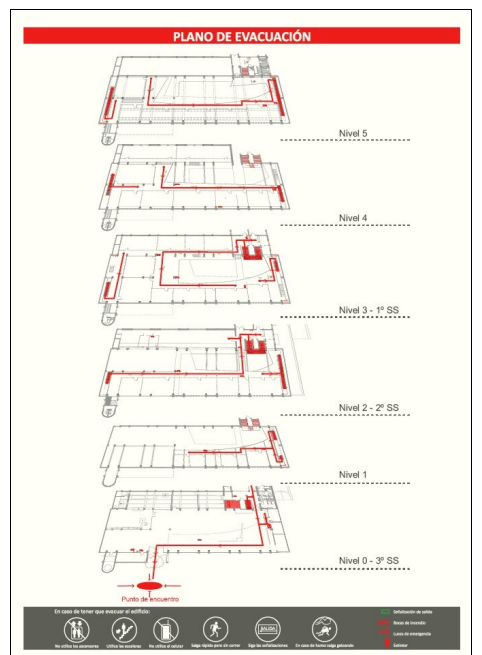 PLANO DE EVACUACIÓN
Nivel 5
Nivel 4
Nivel 3 - 1º SS
Nivel 2 - 2º SS
Nivel 1
Nivel 0 - 3º SS
Punto de encuentro
En caso de tener que evacuar el edificio:
SALIDA
No utilice los ascensores
Utilice las escaleras
No utilice el celular
Salga rápido pero sin correr
Siga las señalizaciones
En caso de humo salga gateando
Señalización de salida
Bocas de incendio
Luces de emergencia
Extintor